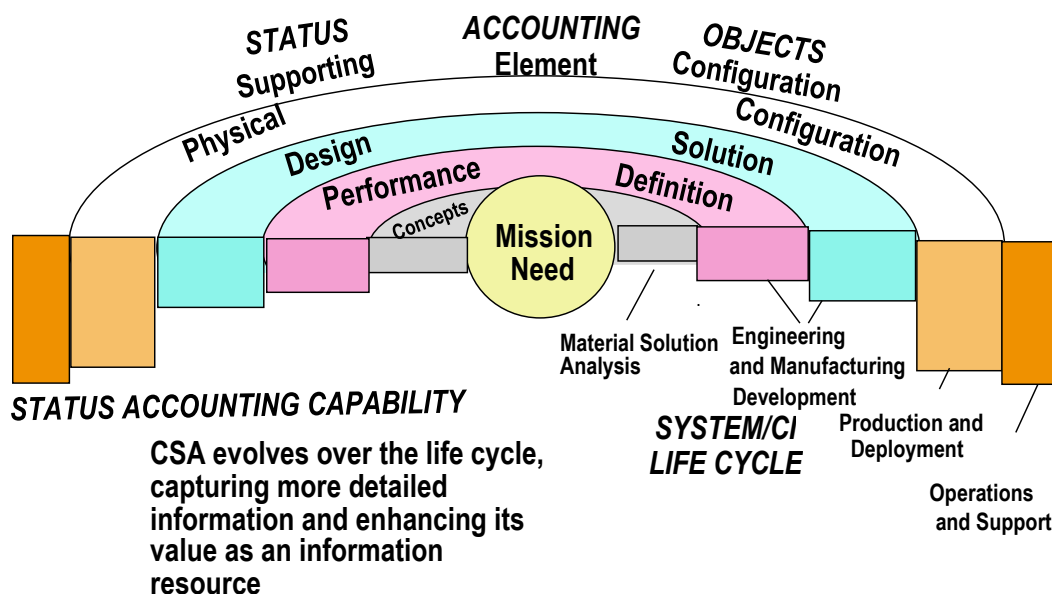 STATUS ACCOUNTING OBJECTS
Supporting Element Configuration
Physical Configuration
Design Solution
Performance Definition
Concepts
Mission
Need
Material Solution
Analysis
Engineering
and Manufacturing
Development
Production and
Deployment
Operations
and Support
STATUS ACCOUNTING CAPABILITY
SYSTEM/CI
LIFE CYCLE
CSA evolves over the life cycle,
capturing more detailed
information and enhancing its
value as an information
resource